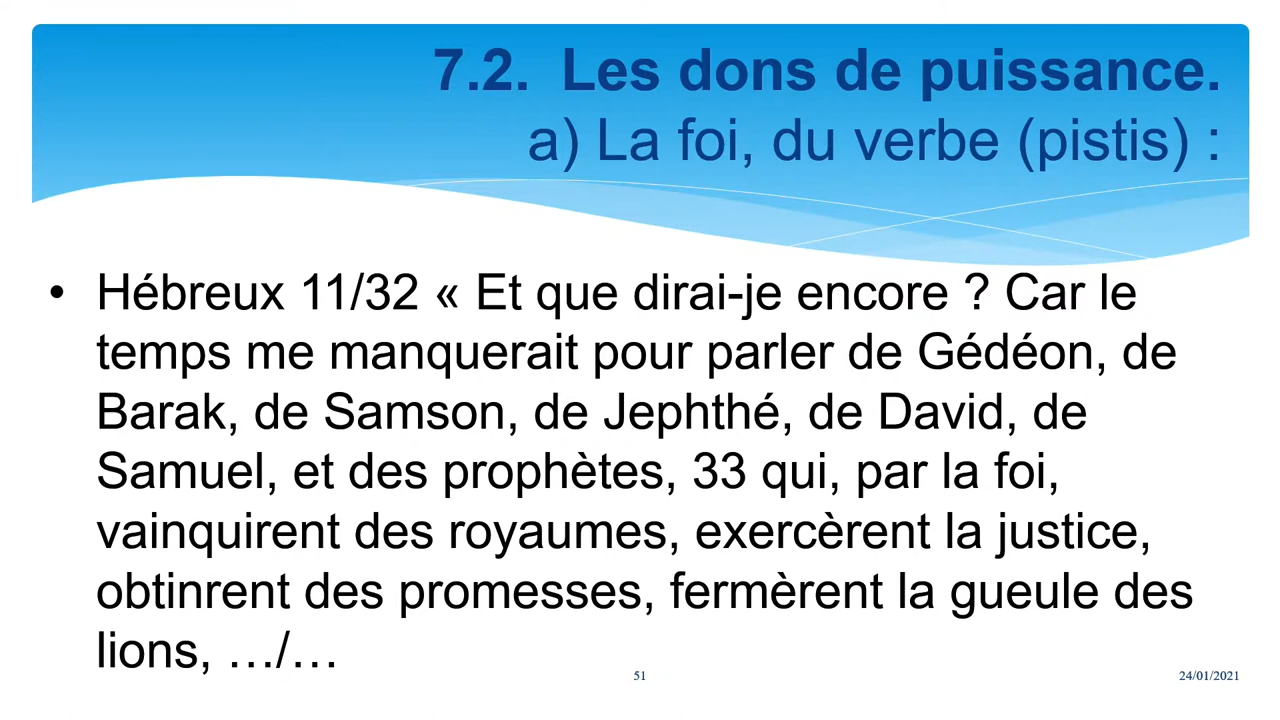 7.2. Les dons de puissance.
a) La foi, du verbe (pistis) :
• Hébreux 11/32 « Et que dirai-je encore ? Car le
temps me manquerait pour parler de Gédéon, de
Barak, de Samson, de Jephthé, de David, de
Samuel, et des prophètes, 33 qui, par la foi,
vainquirent des royaumes, exercèrent la justice,
obtinrent des promesses, fermèrent la gueule des
lions, …/…
51
24/01/2021